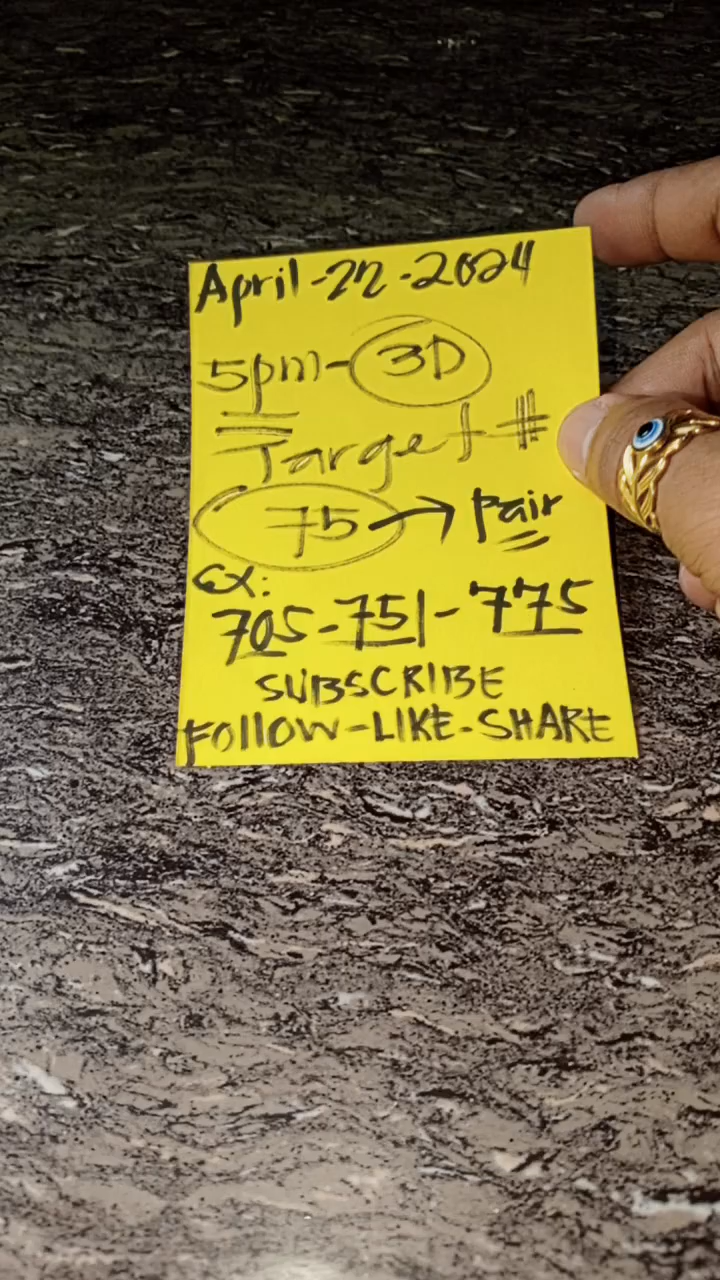 April-22-2024
5pm-3D
Target #
75→pair
Ex:
705-751-775
SUBSCRIBE
FOLLOW-LIKE-SHARE